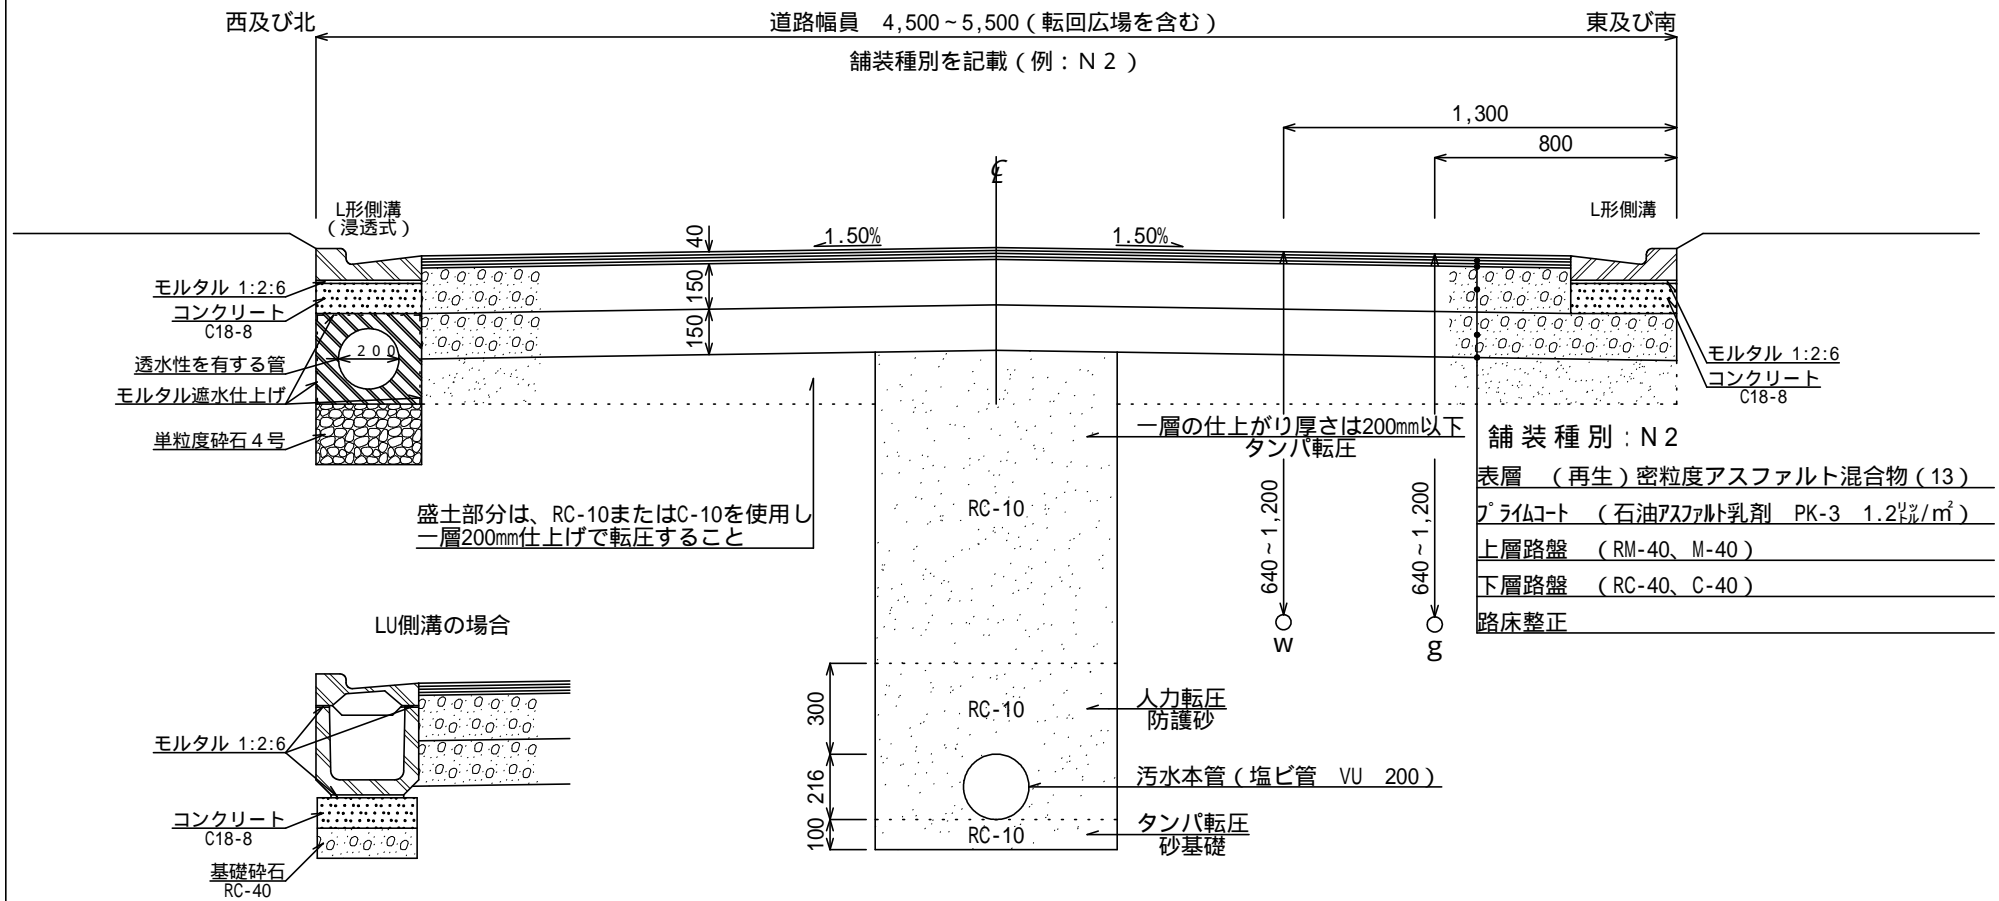 西及び北
道路幅員 4,500~5,500(転回広場を含む)
東及び南
舗装種別を記載(例:N2)
1,300
800
℄
L形側溝
(浸透式)
L形側溝
40
1.50%
1.50%
150
150
モルタル 1:2:6
コンクリート
C18-8
200
透水性を有する管
モルタル遮水仕上げ
単粒度砕石4号
モルタル 1:2:6
コンクリート
C18-8
一層の仕上がり厚さは200mm以下
タンパ転圧
盛土部分は、RC-10またはC-10を使用し
一層200mm仕上げで転圧すること
RC-10
640~1,200
640~1,200
w
g
舗装種別:N2
表層 (再生)密粒度アスファルト混合物(13)
プライムコート (石油アスファルト乳剤 PK-3 1.2リットル/㎡)
上層路盤 (RM-40、M-40)
下層路盤 (RC-40、C-40)
路床整正
LU側溝の場合
モルタル 1:2:6
コンクリート
C18-8
基礎砕石
RC-40
300
RC-10
人力転圧
防護砂
216
汚水本管(塩ビ管 VU 200)
100
RC-10
タンパ転圧
砂基礎